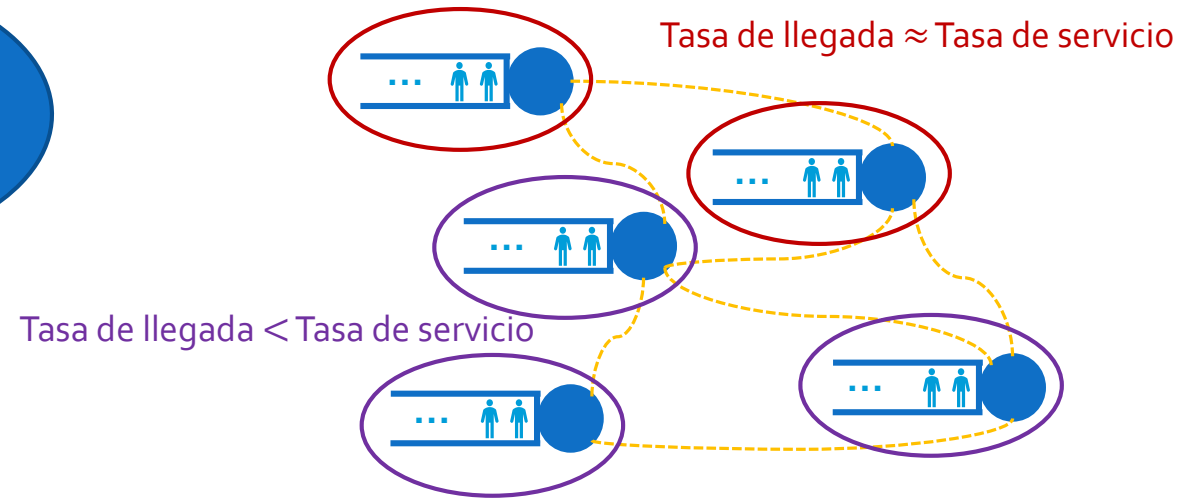 Tasa de llegada ≈ Tasa de servicio
Tasa de llegada < Tasa de servicio